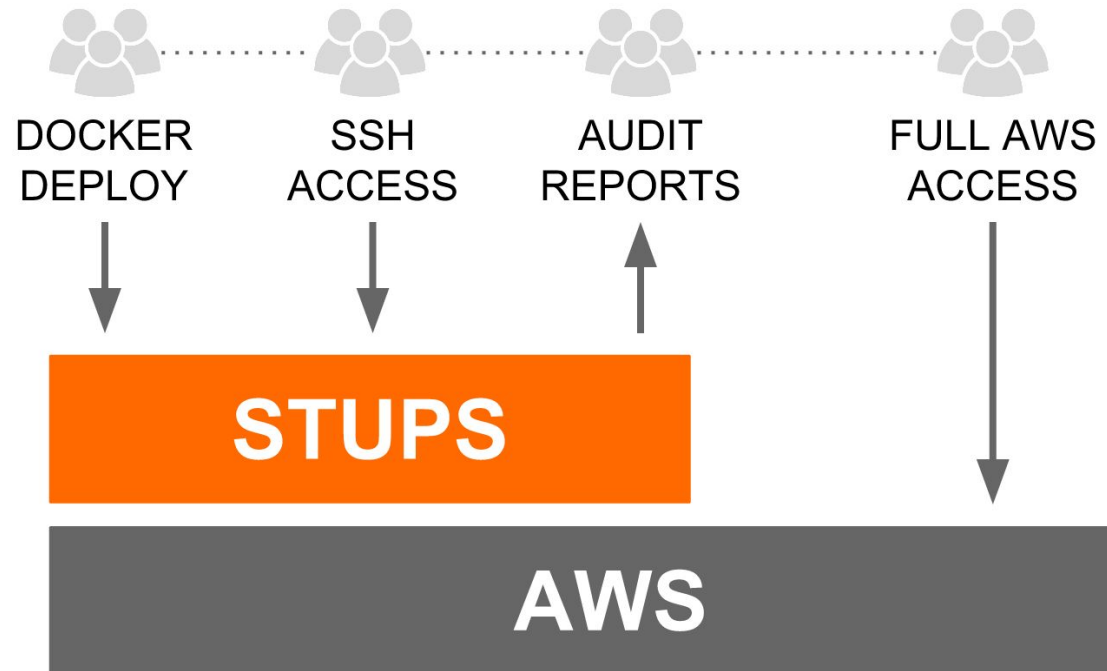 DOCKER
DEPLOY
SSH
ACCESS
AUDIT
REPORTS
FULL AWS
ACCESS
STUPS
AWS